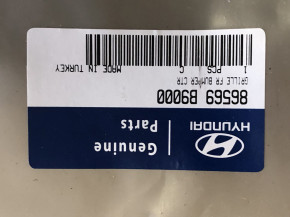 HYUNDAI
Genuine
Parts
86569 B9000
GRILLE FR BUMPER CTR
1 PCS C MADE IN TURKEY